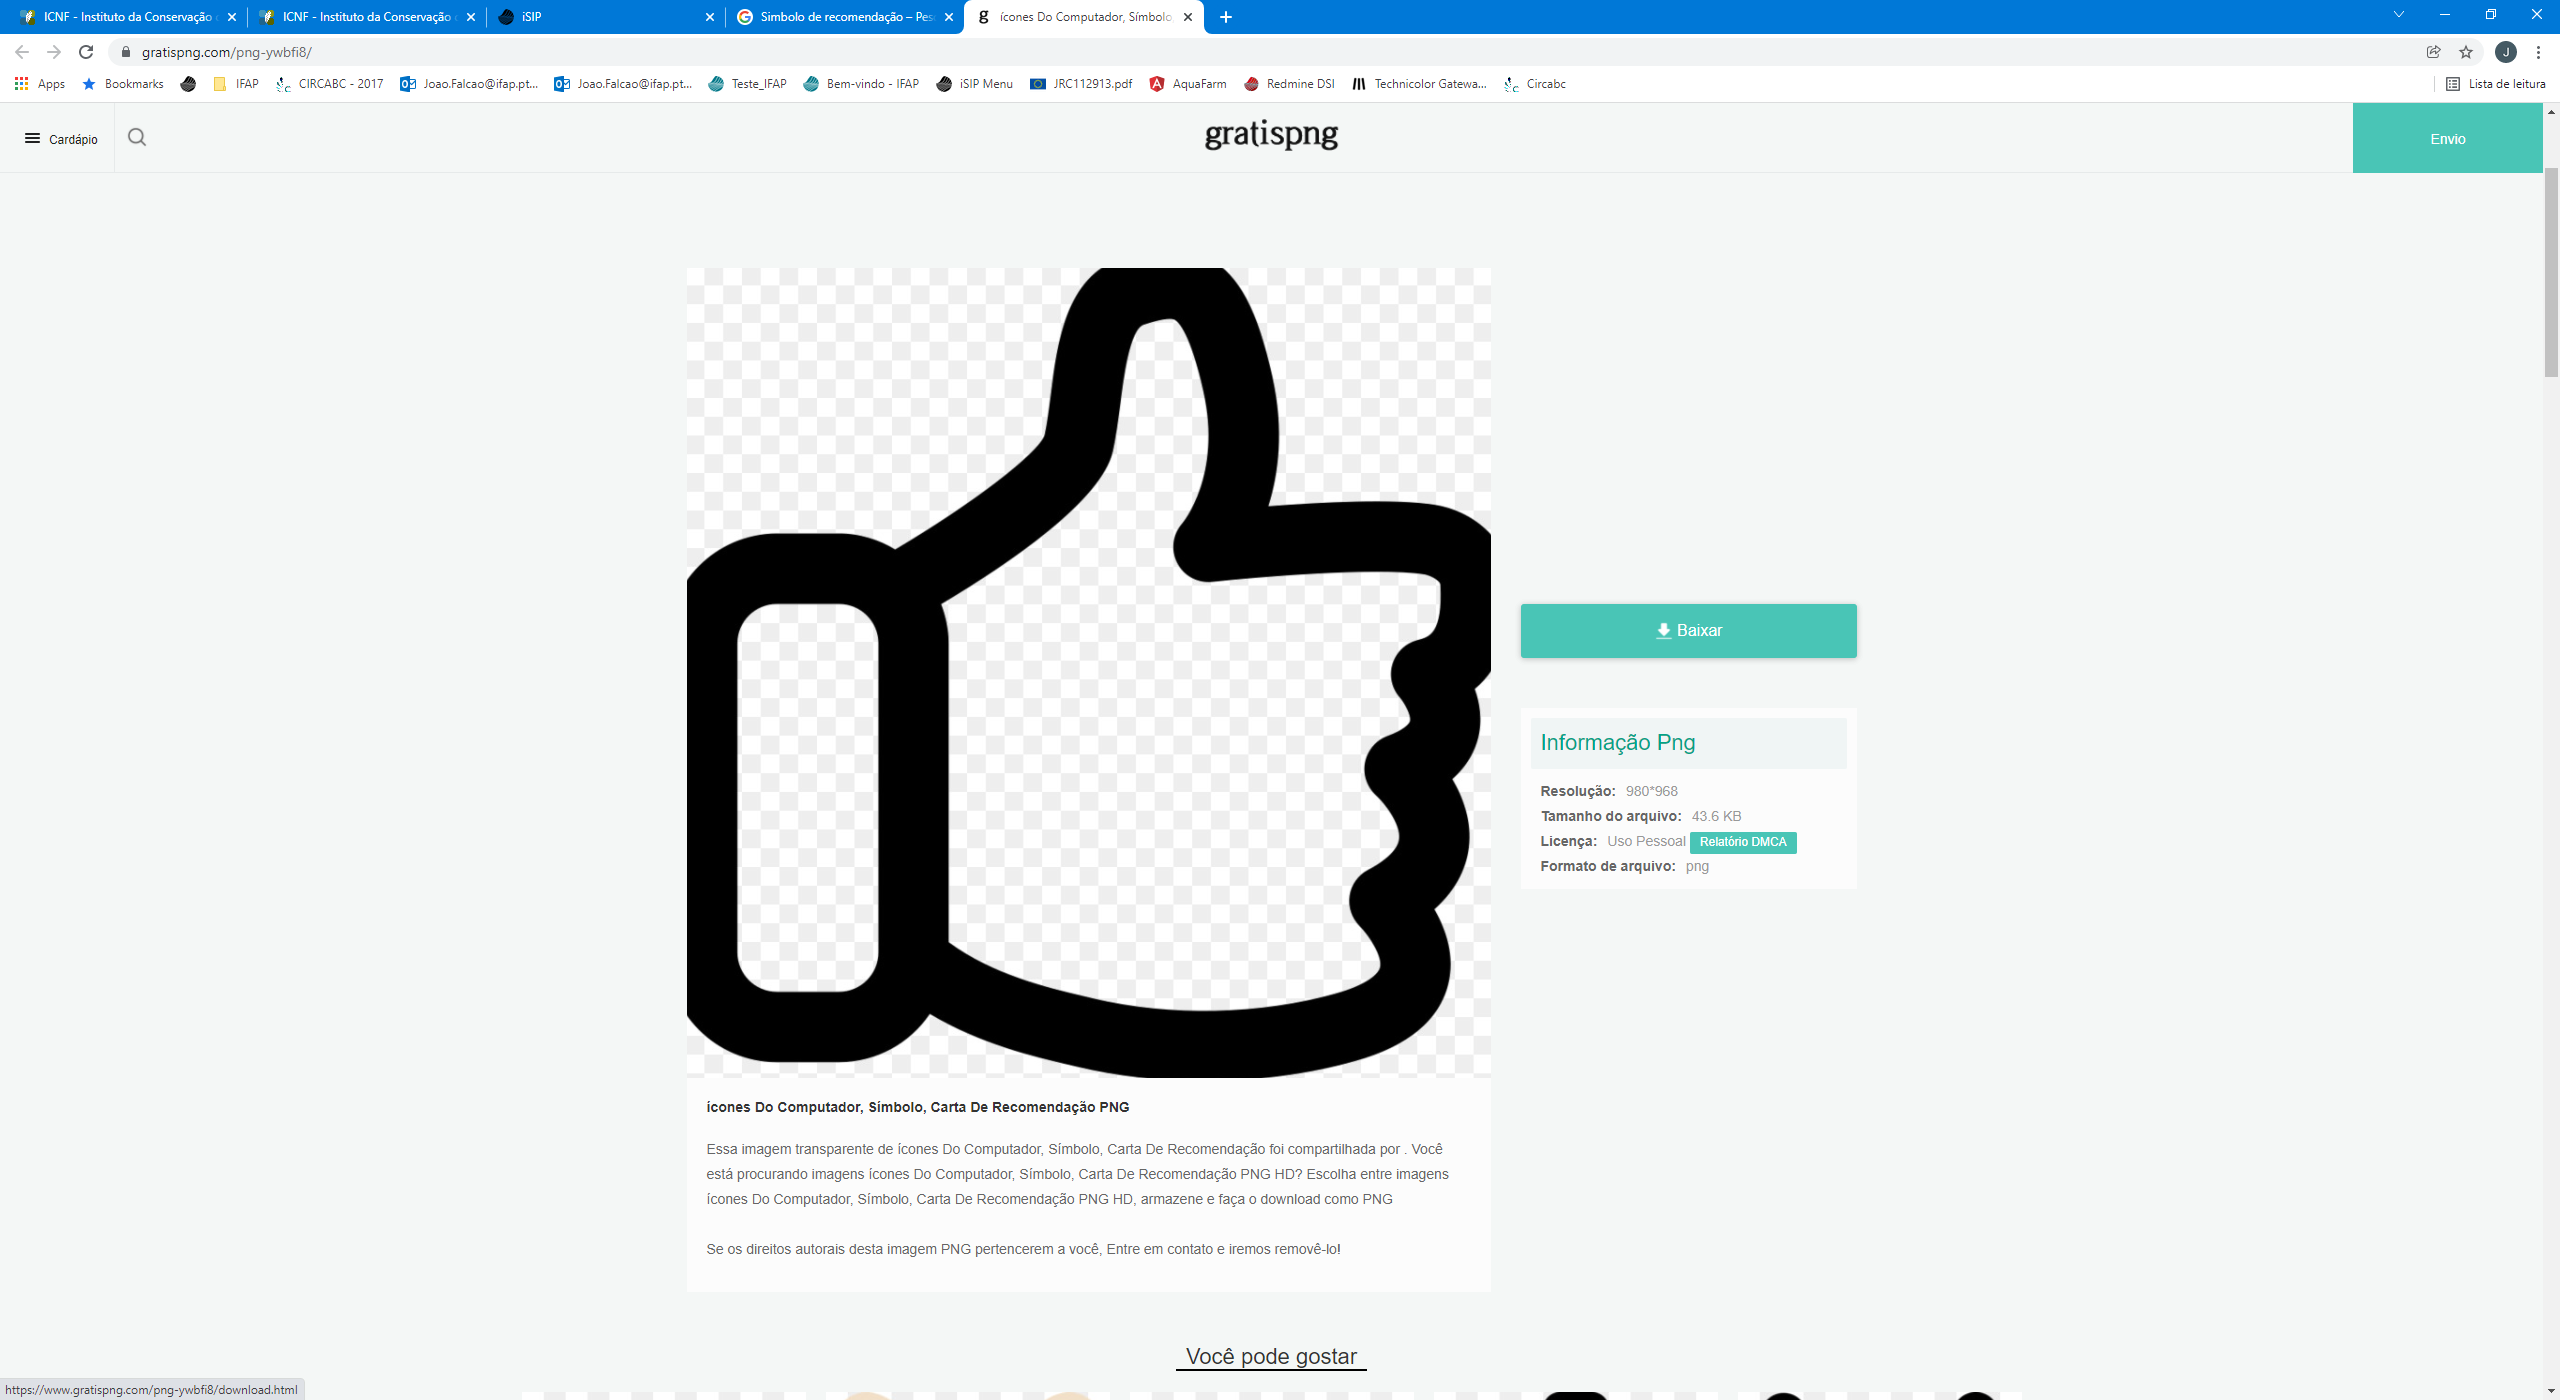 ICNF - Instituto da Conservação
ICNF - Instituto da Conservação
iSIP
Simbolo de recomendação – Pes
ícones Do Computador, Símbolo,
gratispng.com/png-ywbfi8/
J
Apps
Bookmarks
IFAP
CIRCABC - 2017
Joao.Falcao@ifap.pt...
Joao.Falcao@ifap.pt...
Teste_IFAP
Bem-vindo - IFAP
iSIP Menu
JRC112913.pdf
AquaFarm
Redmine DSI
Technicolor Gatewa...
Circabc
Lista de leitura
Cardápio
gratispng
Envio
Baixar
Informação Png
Resolução: 980*968
Tamanho do arquivo: 43.6 KB
Licença: Uso Pessoal Relatório DMCA
Formato de arquivo: png
ícones Do Computador, Símbolo, Carta De Recomendação PNG
Essa imagem transparente de ícones Do Computador, Símbolo, Carta De Recomendação foi compartilhada por . Você
está procurando imagens ícones Do Computador, Símbolo, Carta De Recomendação PNG HD? Escolha entre imagens
ícones Do Computador, Símbolo, Carta De Recomendação PNG HD, armazene e faça o download como PNG
Se os direitos autorais desta imagem PNG pertencerem a você, Entre em contato e iremos removê-lo!
Você pode gostar
https://www.gratispng.com/png-ywbfi8/download.html